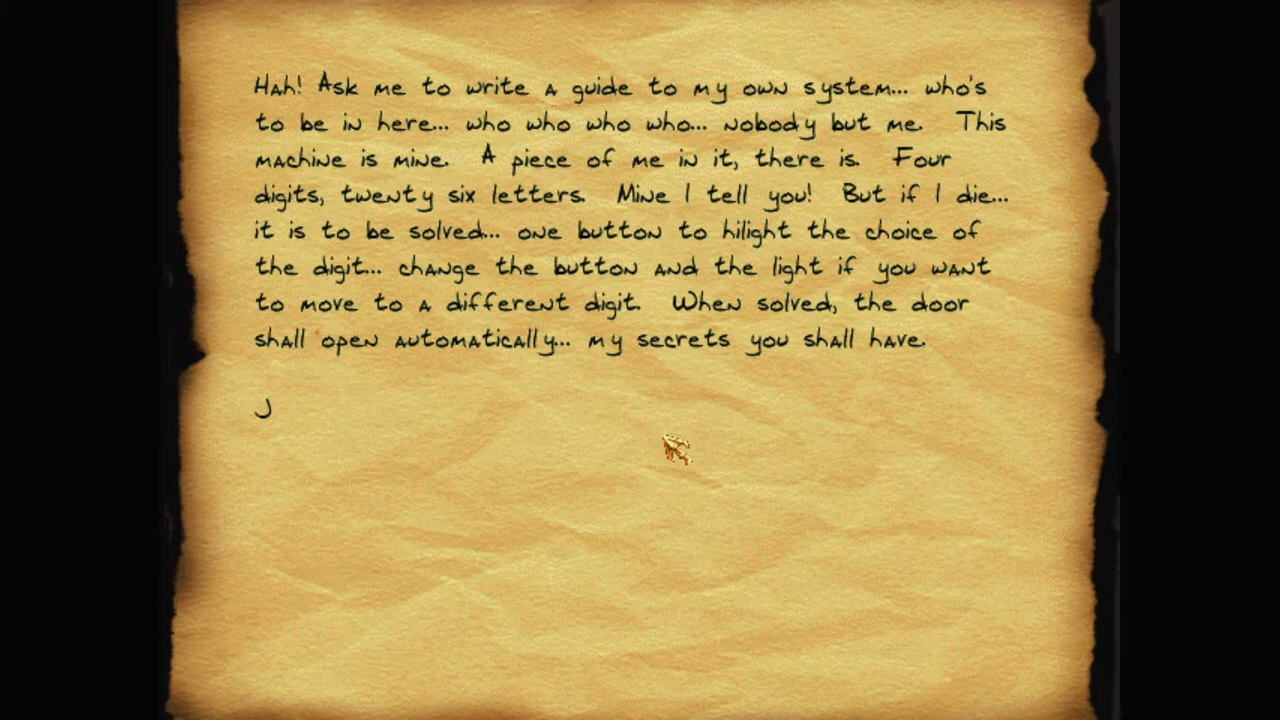 Hah! Ask me to write a guide to my own system... who's
to be in here... who who who who... nobody but me. This
machine is mine. A piece of me in it, there is. Four
digits, twenty six letters. Mine I tell you! But if I die...
it is to be solved... one button to hilight the choice of
the digit... change the button and the light if you want
to move to a different digit. When solved, the door
shall open automatically... my secrets you shall have.
J